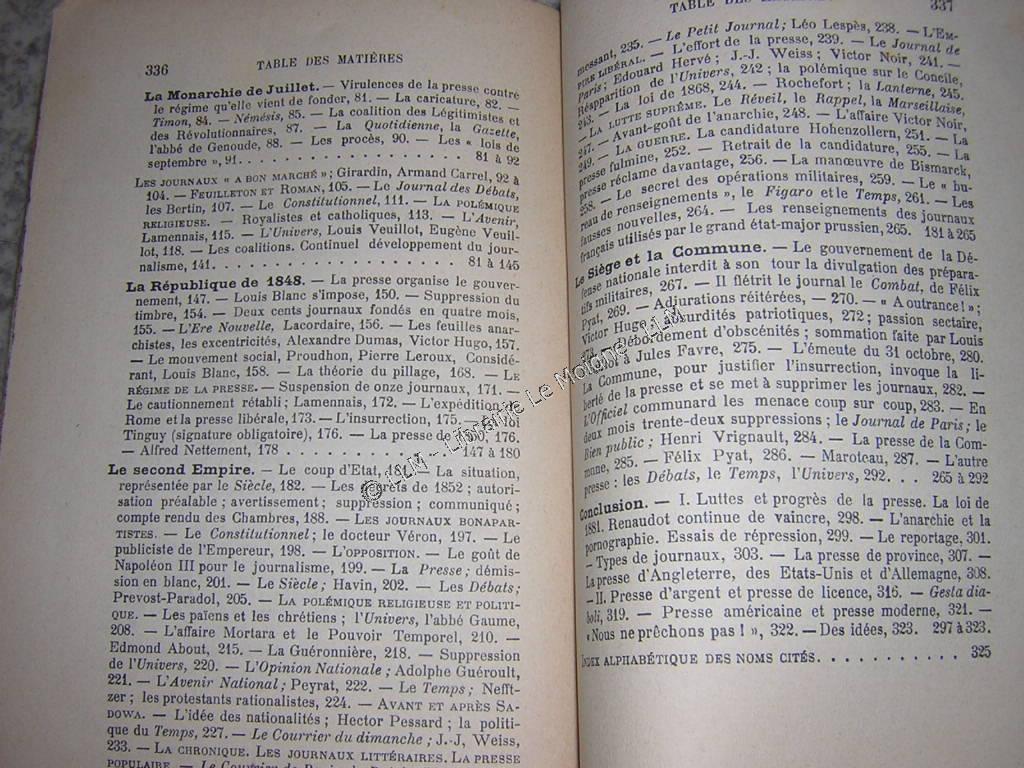 336 TABLE DES MATIÈRES
La Monarchie de Juillet. — Virulences de la presse contre
le régime qu'elle vient de fonder, 81. — La caricature, 82. —
Timon, 84. — Némésis, 85. — La coalition des Légitimistes et
des Révolutionnaires, 87. — La Quotidienne, la Gazette,
l'abbé de Genoude, 88. — Les procès, 90. — Les « lois de
septembre », 91. . . . . . . . . . . . . . . . . . 81 à 92
LES JOURNAUX « A BON MARCHÉ »; Girardin, Armand Carrel, 92 à
104. — FEUILLETON ET ROMAN, 105. — Le Journal des Débats,
les Bertin, 107. — Le Constitutionnel, 111. — LA POLÉMIQUE
RELIGIEUSE. — Royalistes et catholiques, 113. — L'Avenir,
Lamennais, 115. — L'Univers, Louis Veuillot, Eugène Veuil-
lot, 118. — Les coalitions. Continuel développement du jour-
nalisme, 141. . . . . . . . . . . . . . . . . . 81 à 145
La République de 1848. — La presse organise le gouver-
nement, 147. — Louis Blanc s'impose, 150. — Suppression du
timbre, 154. — Deux cents journaux fondés en quatre mois,
155. — L'Ere Nouvelle, Lacordaire, 156. — Les feuilles anar-
chistes, les excentricités, Alexandre Dumas, Victor Hugo, 157.
— Le mouvement social, Proudhon, Pierre Leroux, Considé-
rant, Louis Blanc, 158. — La théorie du pillage, 168. — LE
RÉGIME DE LA PRESSE. — Suspension de onze journaux, 171. —
Le cautionnement rétabli; Lamennais, 172. — L'expédition de
Rome et la presse libérale, 173. — L'insurrection, 175. — loi
Tinguy (signature obligatoire), 176. — La presse de 1850, 176.
— Alfred Nettement, 178 . . . . . . . . . 147 à 180
Le second Empire. — Le coup d'Etat, 181. — La situation,
représentée par le Siècle, 182. — Les décrets de 1852; autori-
sation préalable; avertissement; suppression; communiqué;
compte rendu des Chambres, 188. — LES JOURNAUX BONAPAR-
TISTES. — Le Constitutionnel; le docteur Véron, 197. — Le
publiciste de l'Empereur, 198. — L'OPPOSITION. — Le goût de
Napoléon III pour le journalisme, 199. — La Presse; démis-
sion en blanc, 201. — Le Siècle; Havin, 202. — Les Débats;
Prevost-Paradol, 205. — LA POLÉMIQUE RELIGIEUSE ET POLITI-
QUE. — Les païens et les chrétiens; l'Univers, l'abbé Gaume,
208. — L'affaire Mortara et le Pouvoir Temporel, 210. —
Edmond About, 215. — La Guéronnière, 218. — Suppression
de l'Univers, 220. — L'Opinion Nationale; Adolphe Guéroult,
221. — L'Avenir National; Peyrat, 222. — Le Temps; Nefft-
zer; les protestants rationalistes, 224. — AVANT ET APRÈS SA-
DOWA. — L'idée des nationalités; Hector Pessard; la politi-
que du Temps, 227. — Le Courrier du dimanche; J.-J, Weiss,
233. — LA CHRONIQUE. LES JOURNAUX LITTÉRAIRES. LA PRESSE
POPULAIRE. — Le Courrier
TABLE DES 337
messant, 235. — Le Petit Journal; Léo Lespès, 238. — L'EM-
PIRE LIBÉRAL. — L'effort de la presse, 239. — Le Journal de
Paris; Edouard Hervé; J.-J. Weiss; Victor Noir, 241. —
Réapparition de l'Univers, 242; la polémique sur le Concile,
243. — La loi de 1868, 244. — Rochefort; la Lanterne, 245.
— LA LUTTE SUPRÊME. Le Réveil, le Rappel, la Marseillaise,
247. — Avant-goût de l'anarchie, 248. — L'affaire Victor Noir,
249. — LA GUERRE. La candidature Hohenzollern, 251. — La
presse fulmine, 252. — Retrait de la candidature, 255. — La
presse réclame davantage, 256. — La manœuvre de Bismarck,
258. — Le secret des opérations militaires, 259. — Le « bu-
reau de renseignements », le Figaro et le Temps, 261. — Les
fausses nouvelles, 264. — Les renseignements des journaux
français utilisés par le grand état-major prussien, 265. 181 à 265
Le Siège et la Commune. — Le gouvernement de la Dé-
fense nationale interdit à son tour la divulgation des prépara-
tifs militaires, 267. — Il flétrit le journal le Combat, de Félix
Pyat, 269. — Adjurations réitérées, — 270. — « A outrance! »;
Victor Hugo; absurdités patriotiques, 272; passion sectaire,
— Débordement d'obscénités; sommation faite par Louis
à Jules Favre, 275. — L'émeute du 31 octobre, 280.
La Commune, pour justifier l'insurrection, invoque la li-
berté de la presse et se met à supprimer les journaux, 282. —
L'Officiel communard les menace coup sur coup, 283. — En
deux mois trente-deux suppressions; le Journal de Paris; le
Bien public; Henri Vrignault, 284. — La presse de la Com-
mune, 285. — Félix Pyat, 286. — Maroteau, 287. — L'autre
presse : les Débats, le Temps, l'Univers, 292. . . . 265 à 292
Conclusion. — I. Luttes et progrès de la presse. La loi de
1881. Renaudot continue de vaincre, 298. — L'anarchie et la
pornographie. Essais de répression, 299. — Le reportage, 301.
— Types de journaux, 303. — La presse de province, 307. —
La presse d'Angleterre, des Etats-Unis et d'Allemagne, 308.
— II. Presse d'argent et presse de licence, 316. — Gesta dia-
boli, 319. — Presse américaine et presse moderne, 321. —
« Nous ne prêchons pas! », 322. — Des idées, 323. 297 à 323.
INDEX ALPHABÉTIQUE DES NOMS CITÉS. . . . . . . . . . . . 325
© LLM - Librairie Le Moine - LLM